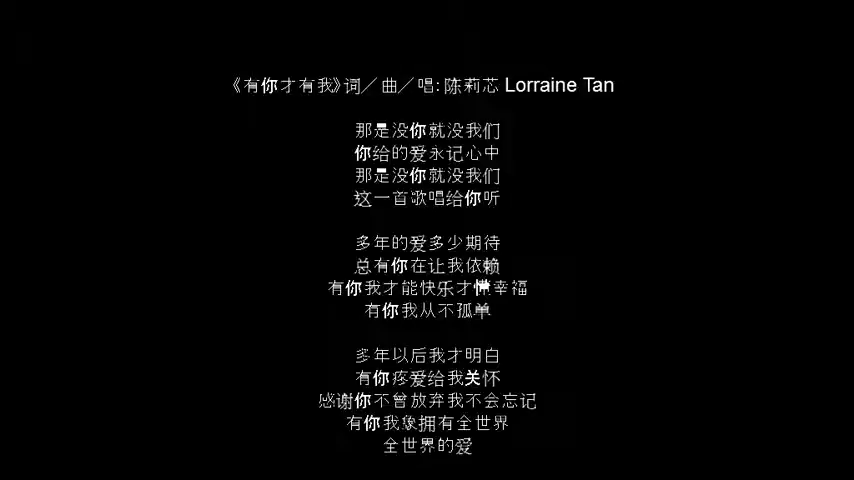 《有你才有我》词／曲／唱：陈莉芯 Lorraine Tan
那是没你就没我们
你给的爱永记心中
那是没你就没我们
这一首歌唱给你听
多年的爱多少期待
总有你在让我依赖
有你我才能快乐才懂幸福
有你我从不孤单
多年以后我才明白
有你疼爱给我关怀
感谢你不曾放弃我不会忘记
有你我象拥有全世界
全世界的爱